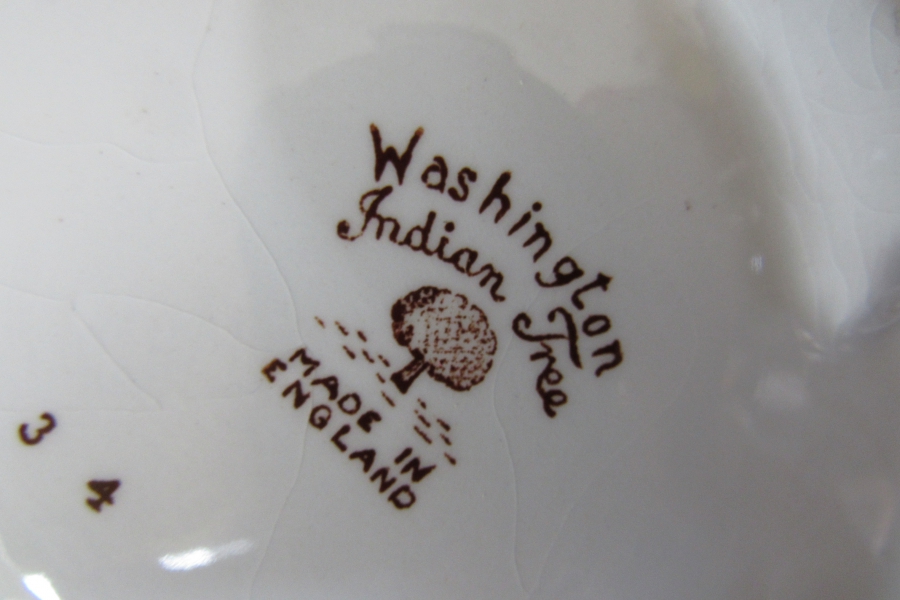 Washington
Indian Tree
MADE IN
ENGLAND
3
4